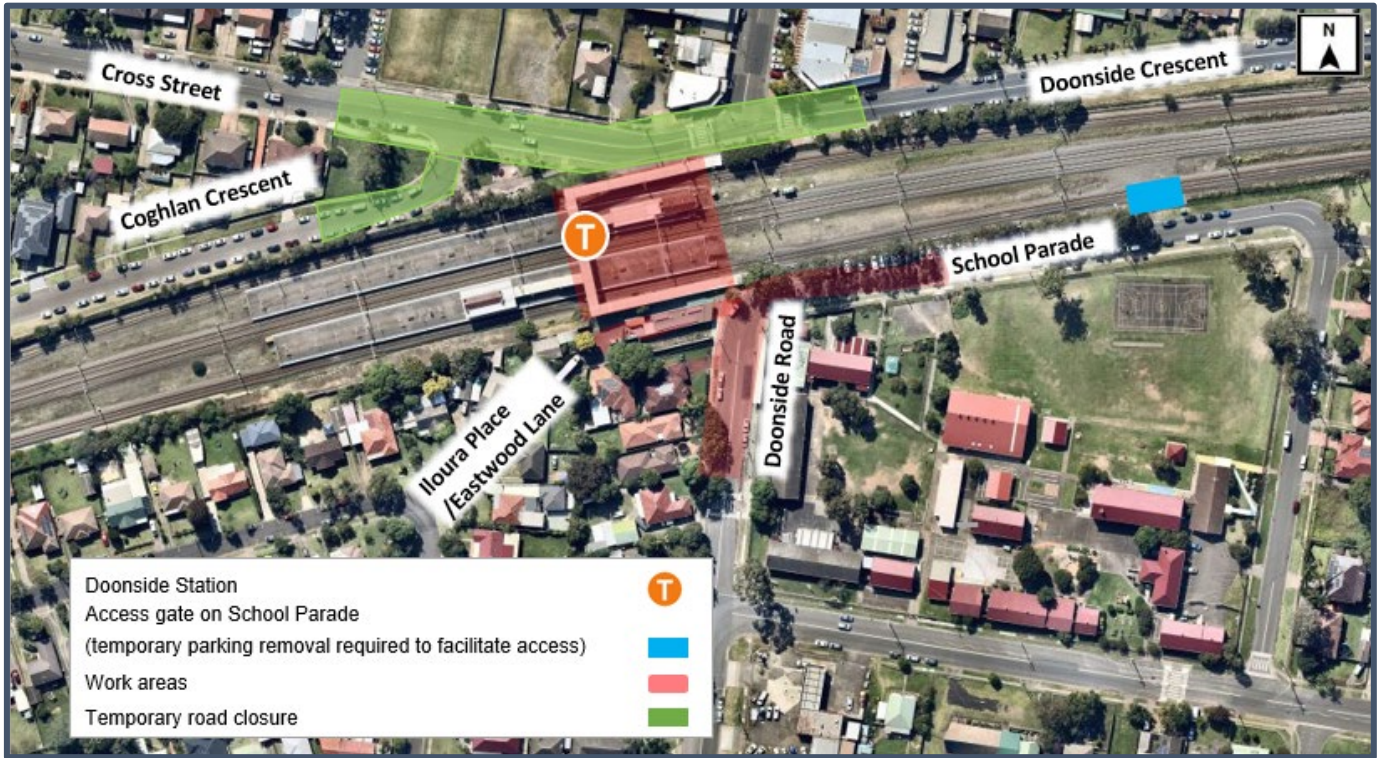 N
Cross Street
Doonside Crescent
Coghlan Crescent
T
School Parade
Doonside Road
Iloura Place
/Eastwood Lane
Doonside Station
T
Access gate on School Parade
(temporary parking removal required to facilitate access)
Work areas
Temporary road closure